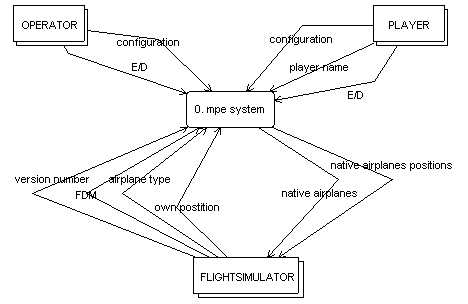 OPERATOR
PLAYER
configuration
configuration
E/D
player name
E/D
0. mpe system
version number
airplane type
native airplanes positions
FDM
native airplanes
own postition
FLIGHTSIMULATOR